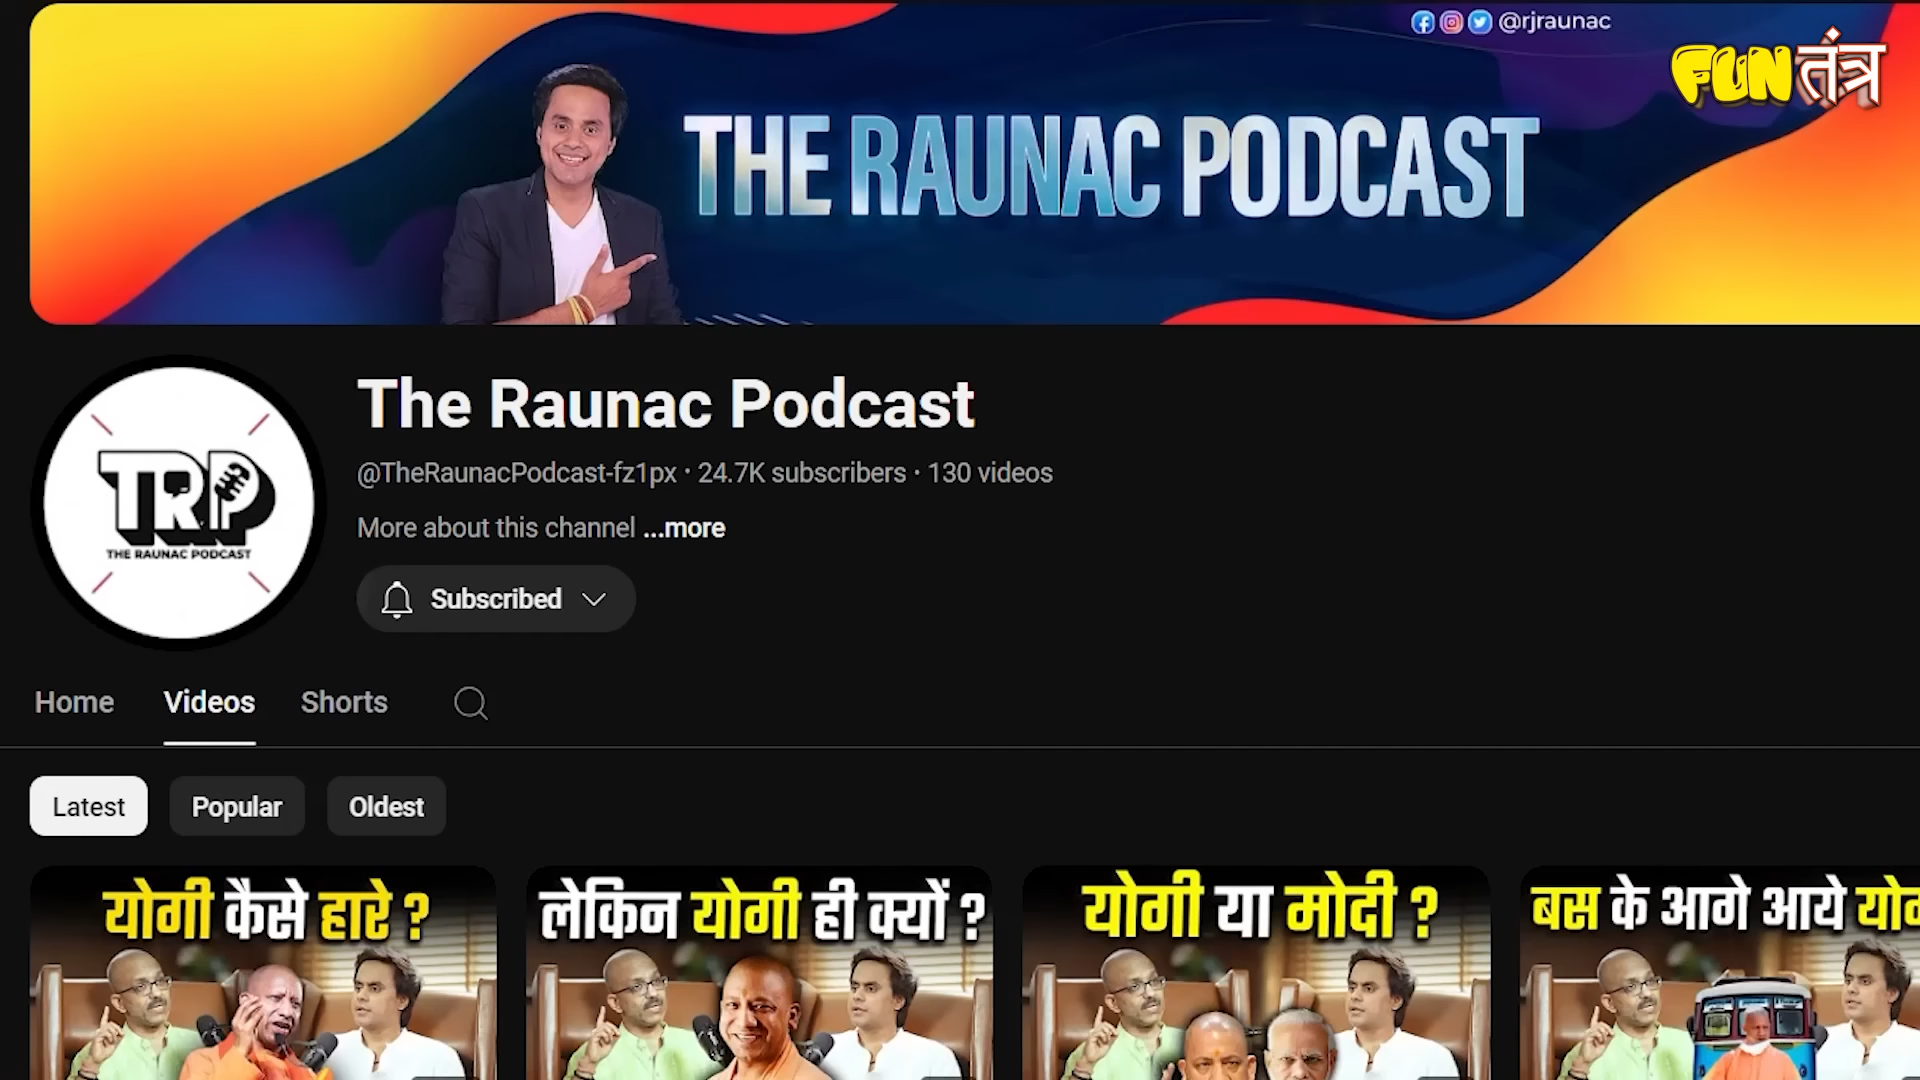 @rjraunac
FUNतंत्र
THE RAUNAC PODCAST
TRP
THE RAUNAC PODCAST
The Raunac Podcast
@TheRaunacPodcast-fz1px · 24.7K subscribers · 130 videos
More about this channel ...more
Subscribed
Home Videos Shorts
Latest Popular Oldest
योगी कैसे हारे ?
लेकिन योगी ही क्यों ?
योगी या मोदी ?
बस के आगे आये